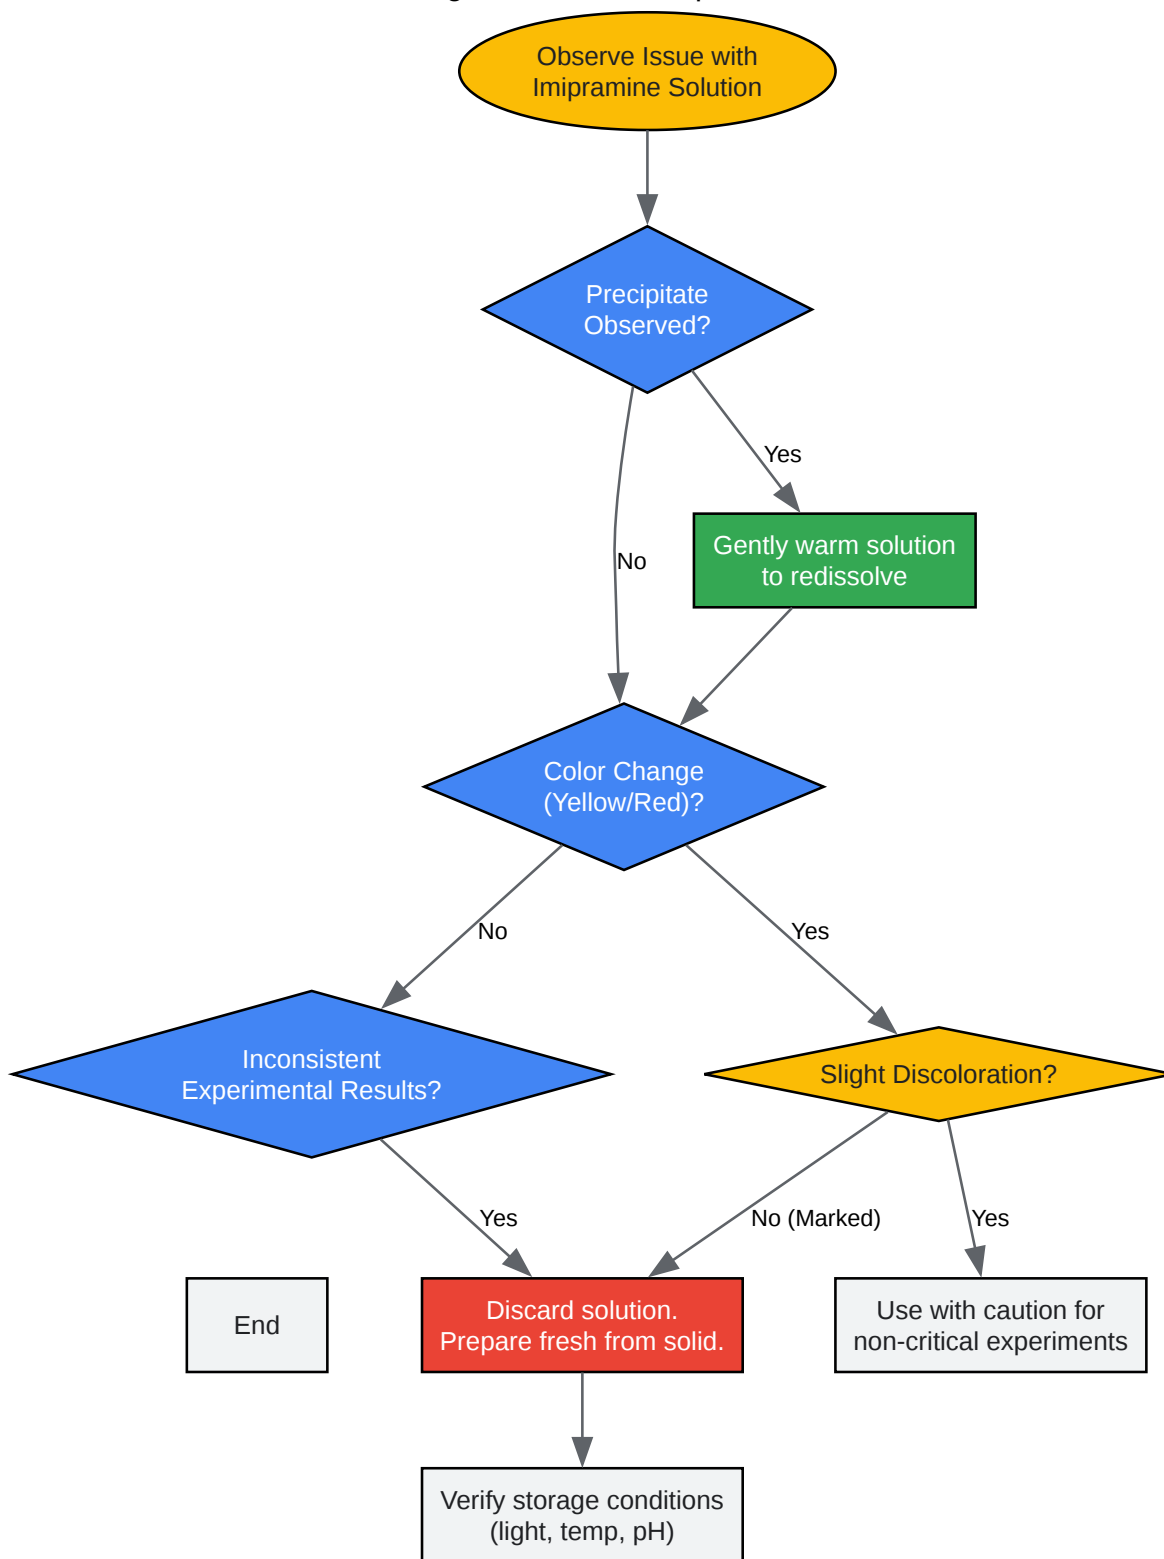 Observe Issue with
Imipramine Solution
Precipitate
Observed?
Yes
No
Gently warm solution
to redissolve
Color Change
(Yellow/Red)?
No
Yes
Inconsistent
Experimental Results?
Slight Discoloration?
Yes
No (Marked)
Yes
End
Discard solution.
Prepare fresh from solid.
Use with caution for
non-critical experiments
Verify storage conditions
(light, temp, pH)